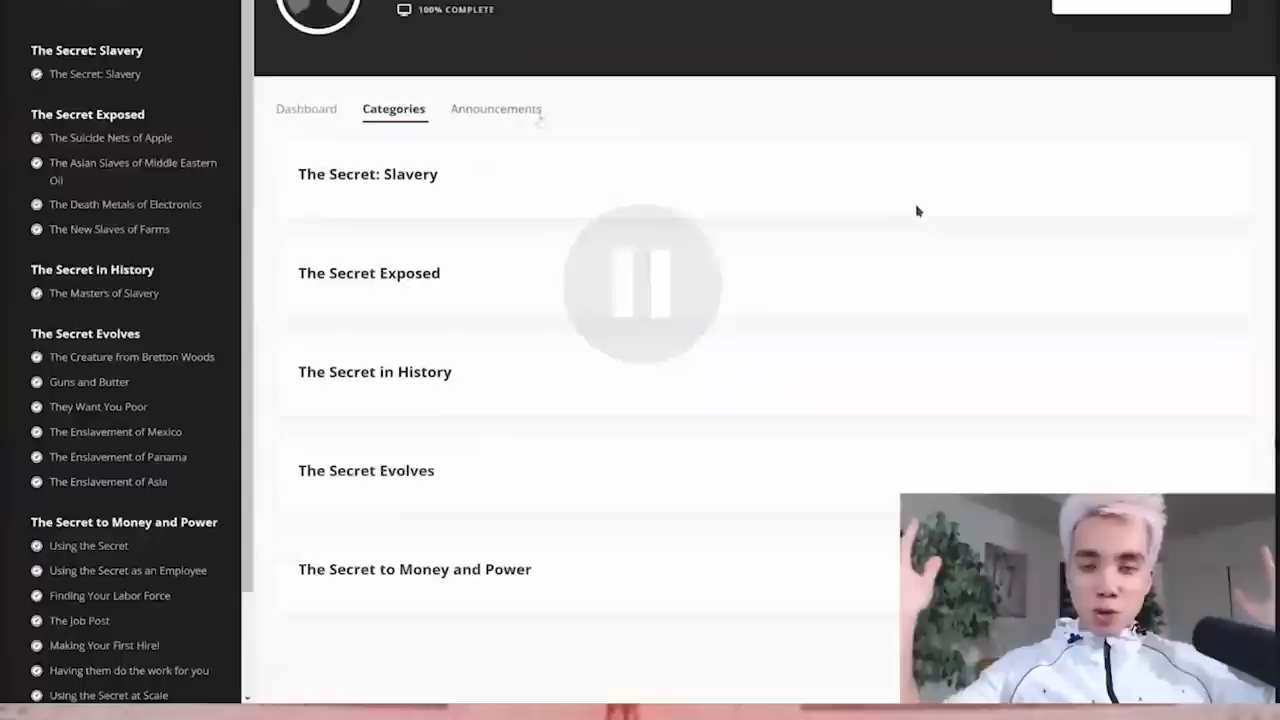 100% COMPLETE
The Secret: Slavery
The Secret: Slavery
The Secret Exposed
The Suicide Nets of Apple
The Asian Slaves of Middle Eastern
Oil
The Death Metals of Electronics
The New Slaves of Farms
The Secret in History
The Masters of Slavery
The Secret Evolves
The Creature from Bretton Woods
Guns and Butter
They Want You Poor
The Enslavement of Mexico
The Enslavement of Panama
The Enslavement of Asia
The Secret to Money and Power
Using the Secret
Using the Secret as an Employee
Finding Your Labor Force
The Job Post
Making Your First Hire!
Having them do the work for you
Using the Secret at Scale
Dashboard Categories Announcements
The Secret: Slavery
The Secret Exposed
The Secret in History
The Secret Evolves
The Secret to Money and Power